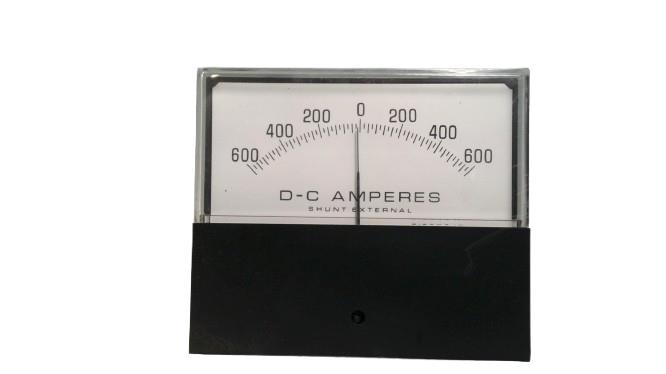 600 400 200 0 200 400 600
D-C AMPERES
SHUNT EXTERNAL